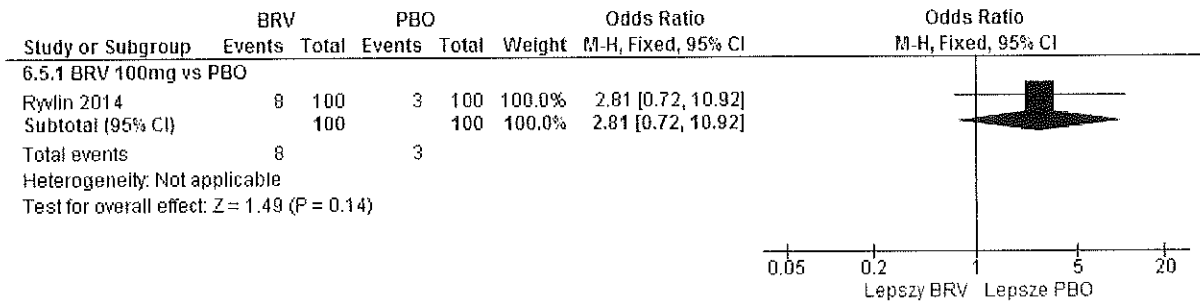 BRV PBO Odds Ratio Odds Ratio
Study or Subgroup Events Total Events Total Weight M-H, Fixed, 95% CI M-H, Fixed, 95% CI
6.5.1 BRV 100mg vs PBO
Ryvlin 2014 8 100 3 100 100.0% 2.81 [0.72, 10.92]
Subtotal (95% CI) 100 100 100.0% 2.81 [0.72, 10.92]
Total events 8 3
Heterogeneity: Not applicable
Test for overall effect: Z = 1.49 (P = 0.14)
0.05 0.2 1 5 20
Lepszy BRV Lepsze PBO